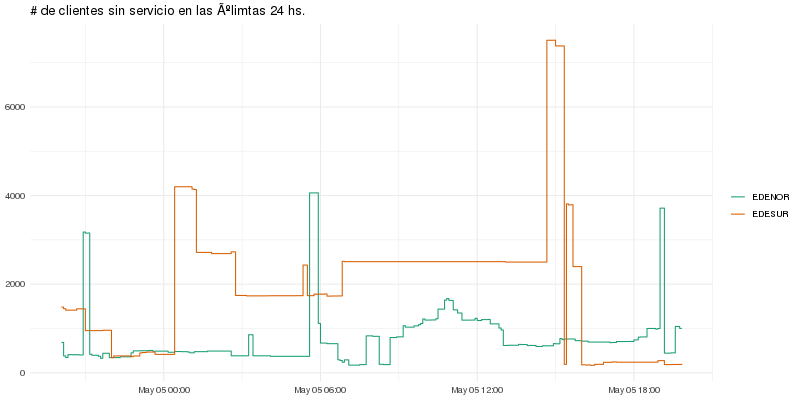 # de clientes sin servicio en las Ãºlimtas 24 hs.
6000
4000
2000
0
May 05 00:00
May 05 06:00
May 05 12:00
May 05 18:00
EDENOR
EDESUR